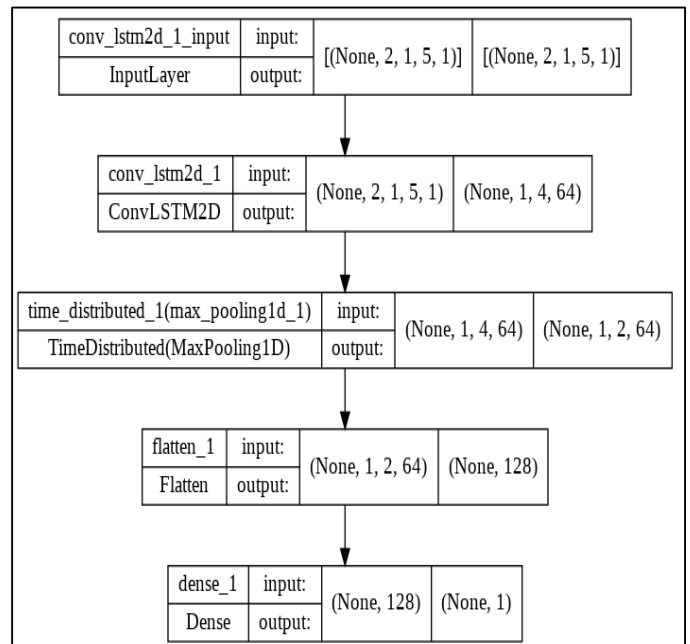 conv_lstm2d_1_input input: [(None, 2, 1, 5, 1)] [(None, 2, 1, 5, 1)]
InputLayer output:
conv_lstm2d_1 input: (None, 2, 1, 5, 1) (None, 1, 4, 64)
ConvLSTM2D output:
time_distributed_1(max_pooling1d_1) input: (None, 1, 4, 64) (None, 1, 2, 64)
TimeDistributed(MaxPooling1D) output:
flatten_1 input: (None, 1, 2, 64) (None, 128)
Flatten output:
dense_1 input: (None, 128) (None, 1)
Dense output: